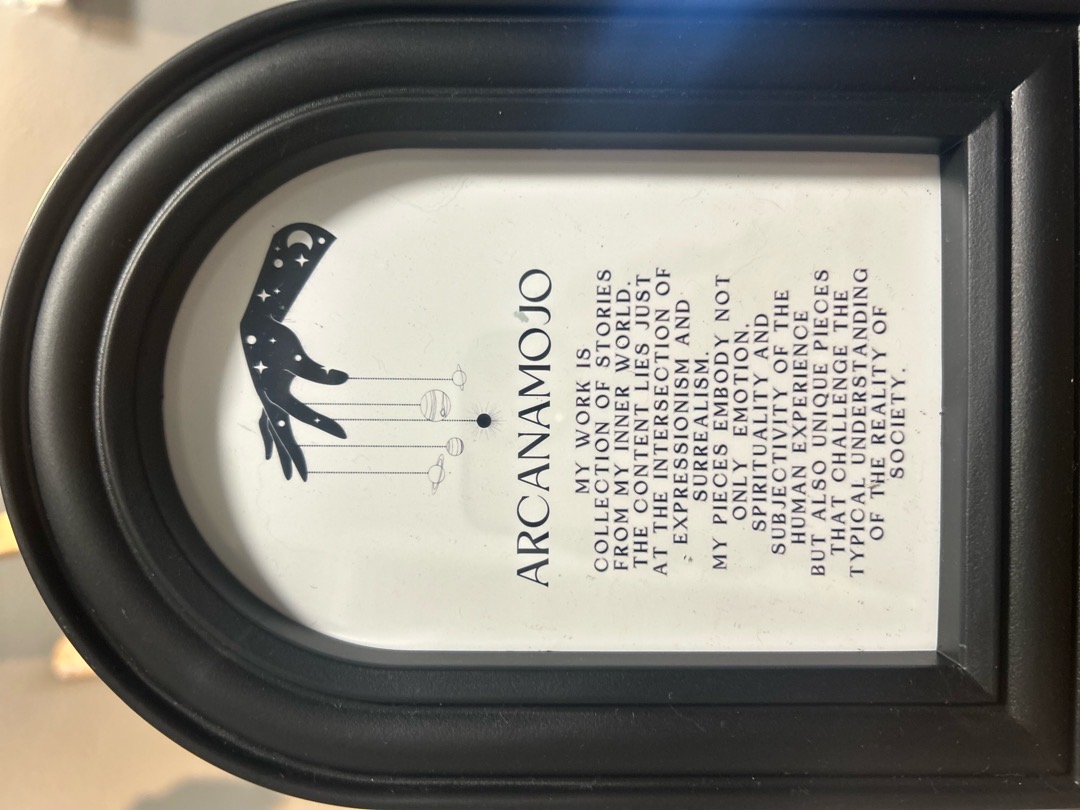 ARCANAMOJO
MY WORK IS
COLLECTION OF STORIES
FROM MY INNER WORLD.
THE CONTENT LIES JUST
AT THE INTERSECTION OF
EXPRESSIONISM AND
SURREALISM.
MY PIECES EMBODY NOT
ONLY EMOTION,
SPIRITUALITY AND
SUBJECTIVITY OF THE
HUMAN EXPERIENCE
BUT ALSO UNIQUE PIECES
THAT CHALLENGE THE
TYPICAL UNDERSTANDING
OF THE REALITY OF
SOCIETY.